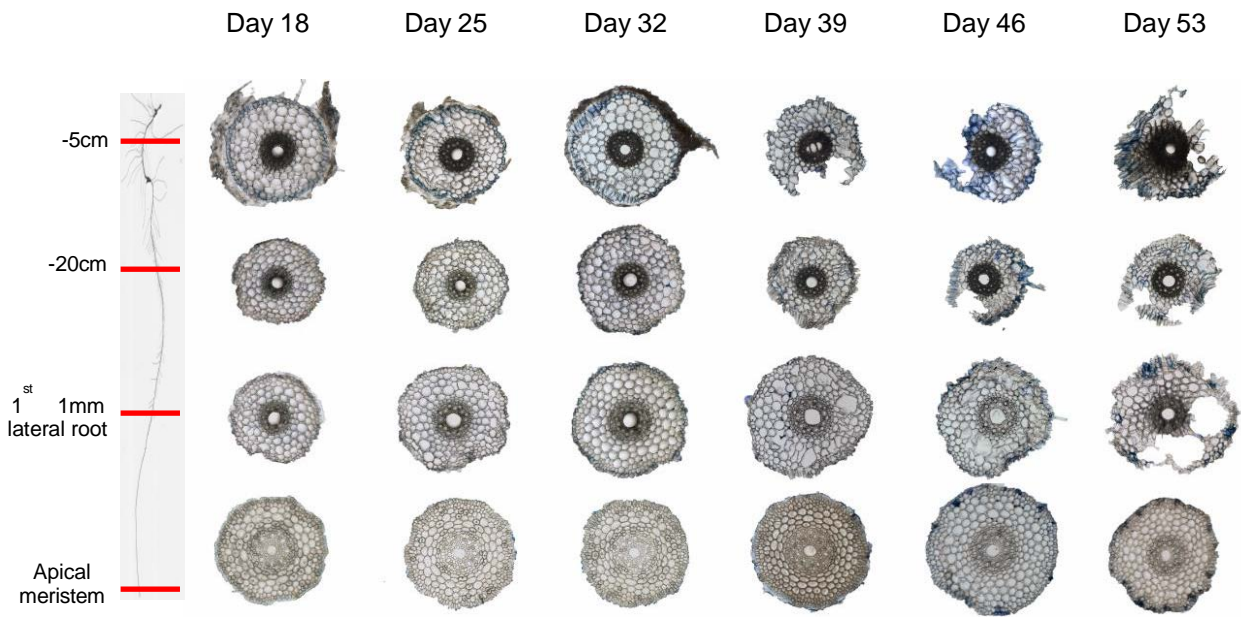 Day 18 Day 25 Day 32 Day 39 Day 46 Day 53
-5cm
-20cm
1st 1mm
lateral root
Apical
meristem